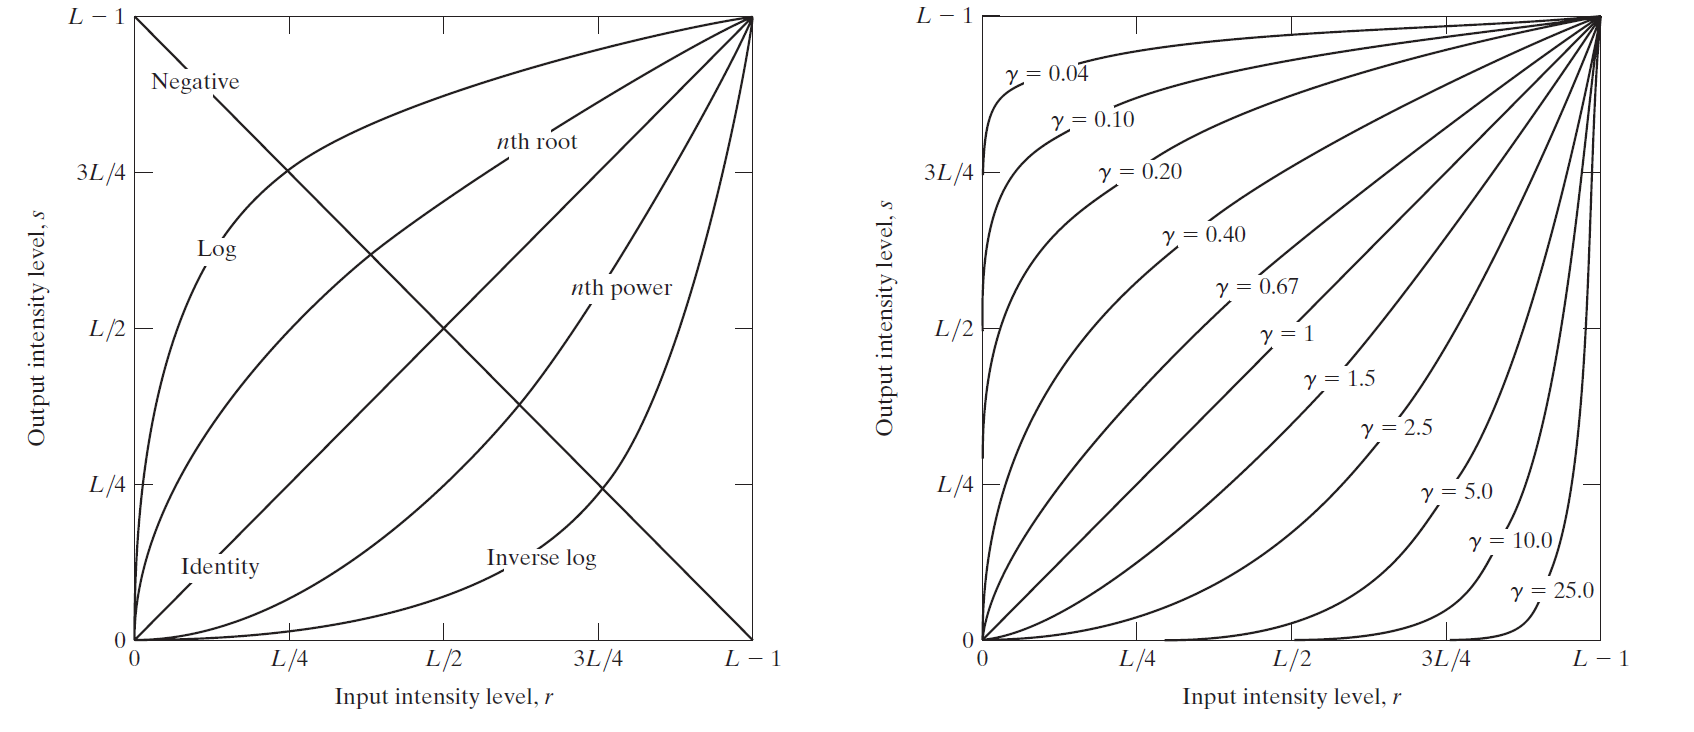 L − 1
Negative
nth root
3L/4
Log
nth power
Output intensity level, s
L/2
L/4
Inverse log
Identity
0
0
L/4
L/2
3L/4
L − 1
Input intensity level, r
L − 1
γ = 0.04
γ = 0.10
3L/4
γ = 0.20
γ = 0.40
γ = 0.67
Output intensity level, s
L/2
γ = 1
γ = 1.5
γ = 2.5
L/4
γ = 5.0
γ = 10.0
γ = 25.0
0
0
L/4
L/2
3L/4
L − 1
Input intensity level, r